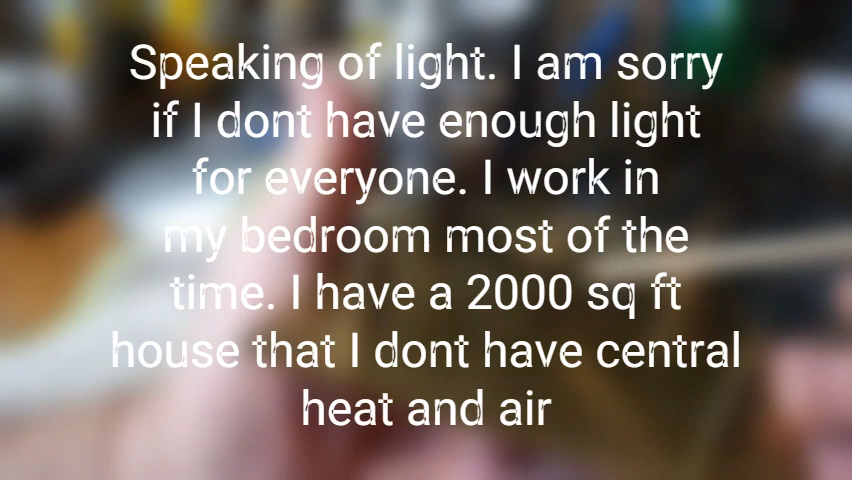 Speaking of light. I am sorry
if I dont have enough light
for everyone. I work in
my bedroom most of the
time. I have a 2000 sq ft
house that I dont have central
heat and air